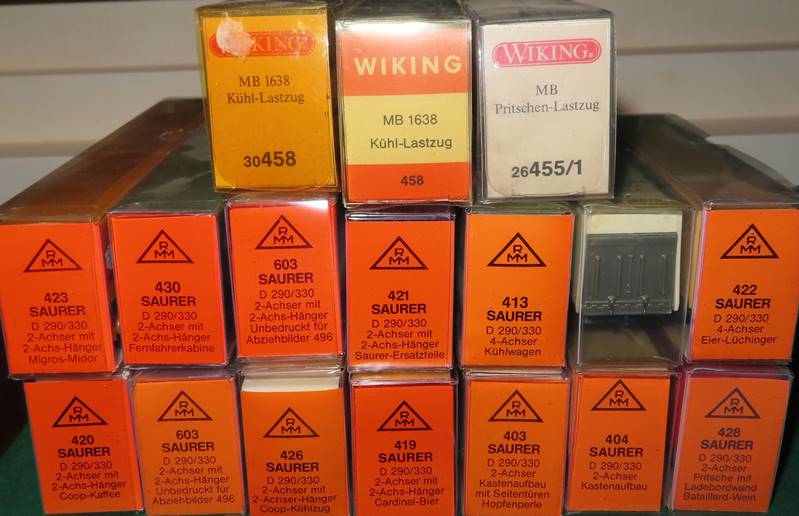 WIKING
MB 1638
Kühl-Lastzug
30458
WIKING
MB 1638
Kühl-Lastzug
458
WIKING®
MB
Pritschen-Lastzug
26455/1
RMM
423
SAURER
D 290/330
2-Achser mit
2-Achs-Hänger
Migros-Midor
RMM
430
SAURER
D 290/330
2-Achser mit
2-Achs-Hänger
Fernfahrerkabine
RMM
603
SAURER
D 290/330
2-Achser mit
2-Achs-Hänger
Unbedruckt für
Abziehbilder 496
RMM
421
SAURER
D 290/330
2-Achser mit
2-Achs-Hänger
Saurer-Ersatzteile
RMM
413
SAURER
D 290/330
4-Achser
Kühlwagen
RMM
422
SAURER
D 290/330
4-Achser
Eier-Lüchinger
RMM
420
SAURER
D 290/330
2-Achser mit
2-Achs-Hänger
Coop-Kaffee
RMM
603
SAURER
D 290/330
2-Achser mit
2-Achs-Hänger
Unbedruckt für
Abziehbilder 496
RMM
426
SAURER
D 290/330
2-Achser mit
2-Achser-Hänger
Coop-Kühlzug
RMM
419
SAURER
D 290/330
2-Achser mit
2-Achs-Hänger
Cardinal-Bier
RMM
403
SAURER
D 290/330
2-Achser
Kastenaufbau
mit Seitentüren
Hopfenperle
RMM
404
SAURER
D 290/330
2-Achser
Kastenaufbau
RMM
428
SAURER
D 290/330
2-Achser
Pritsche mit
Ladebordwand
Bataillard-Wein